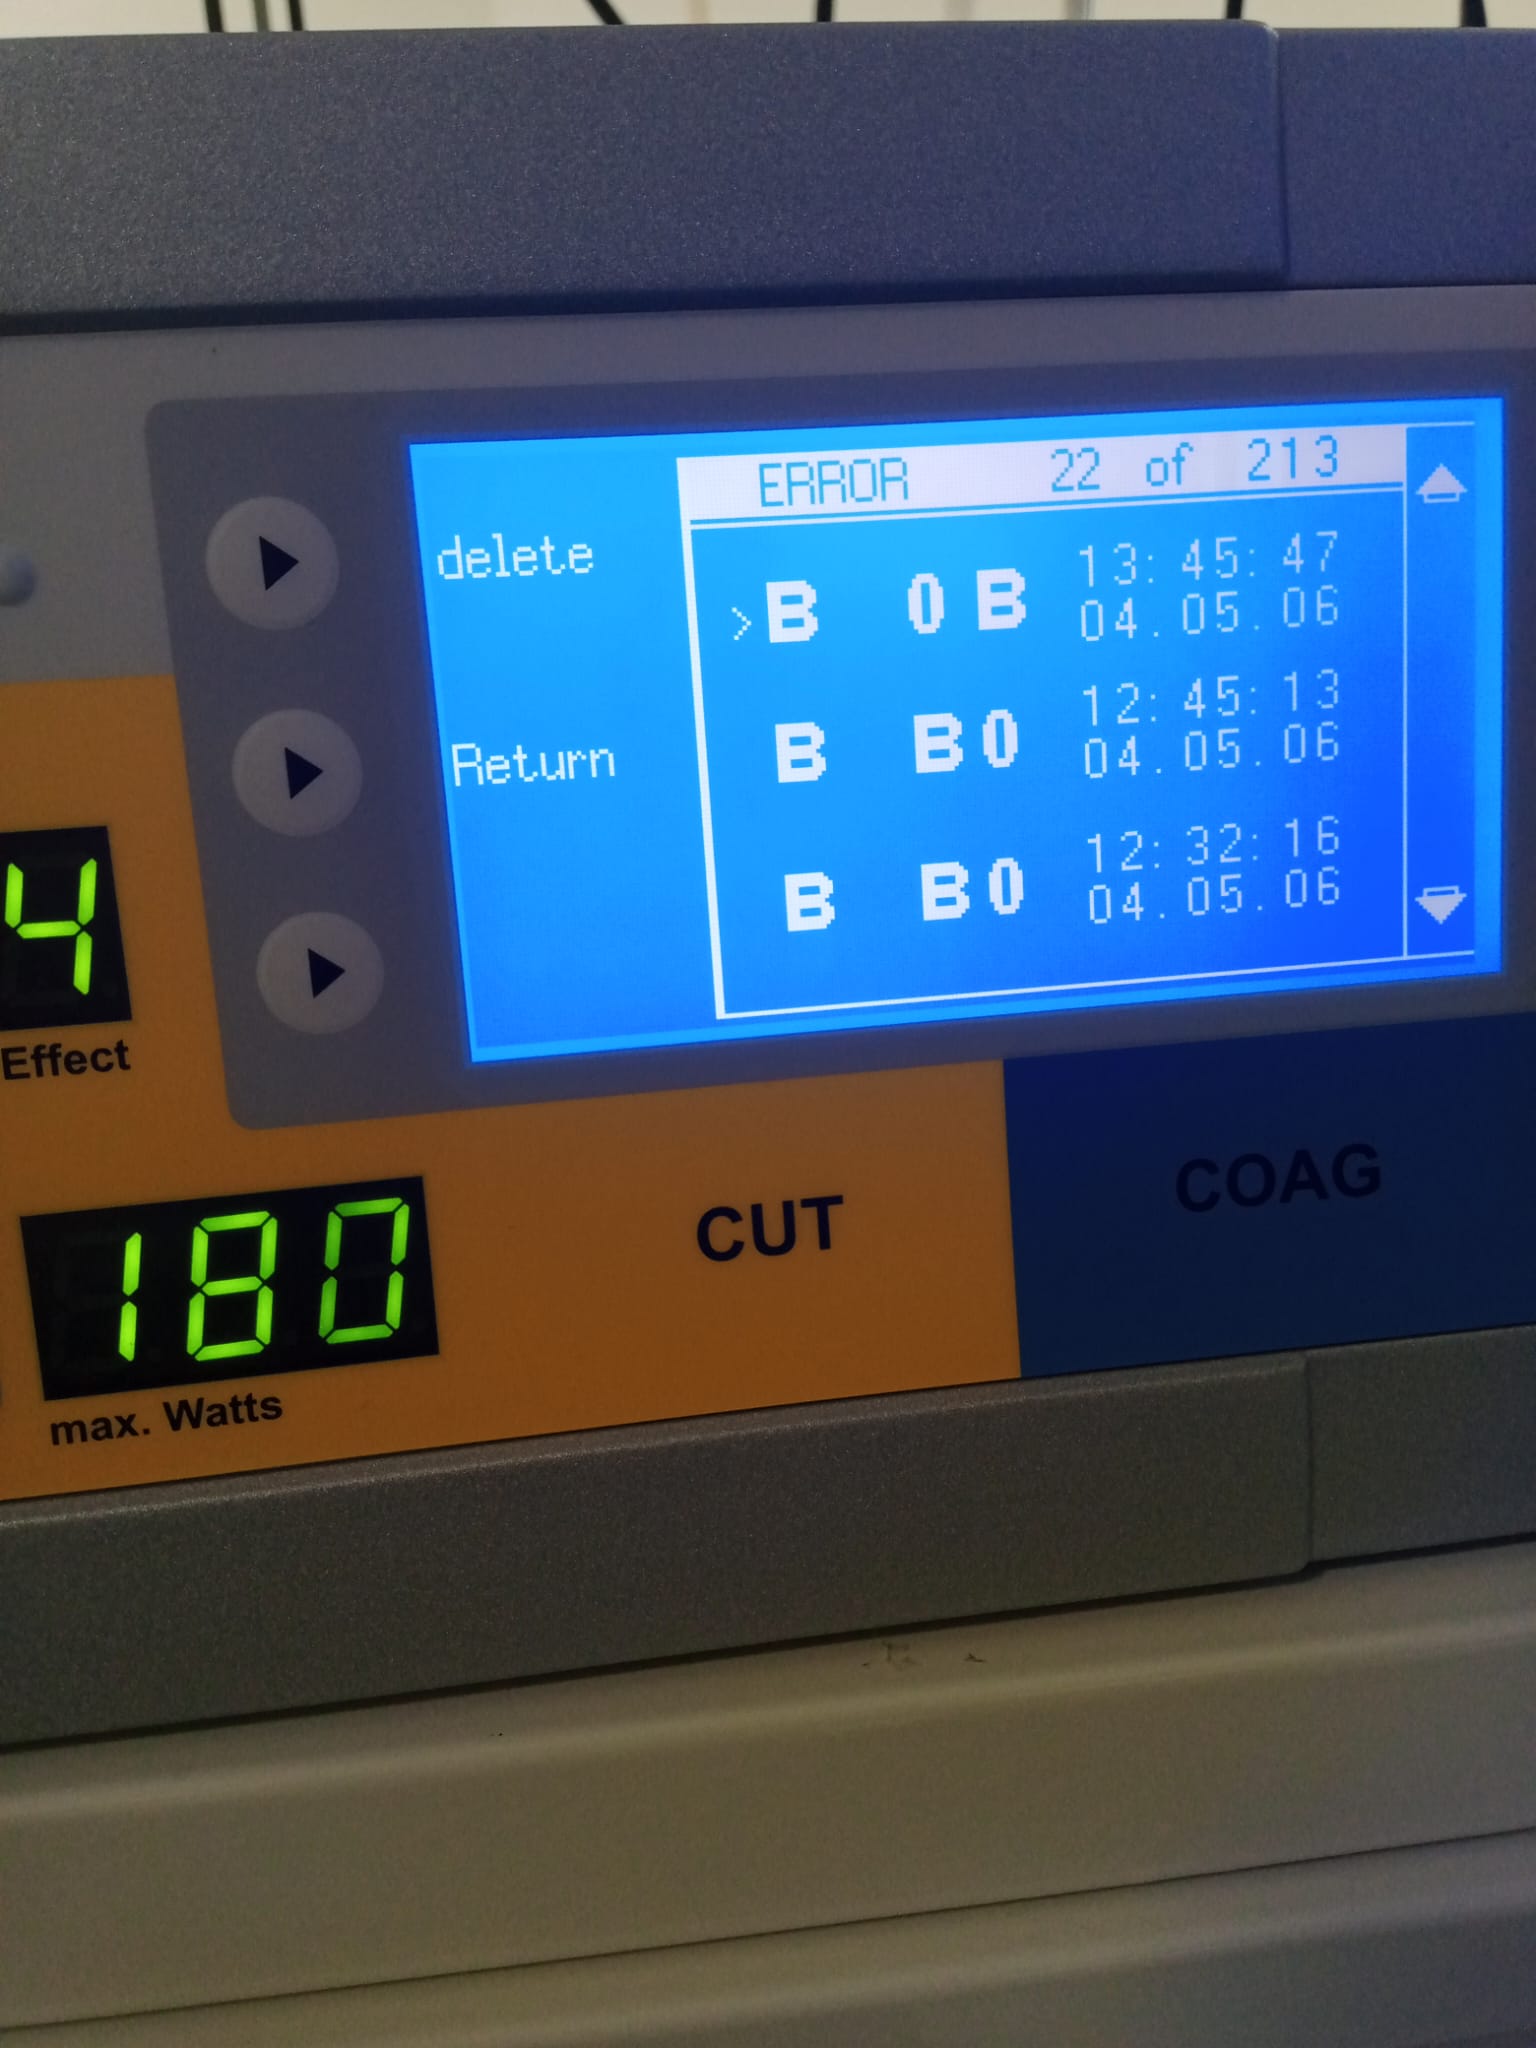 ERROR 22 of 213
delete
>B 0B 13:45:47
04.05.06
B B0 12:45:13
04.05.06
Return
B B0 12:32:16
04.05.06
4
Effect
180
max. Watts
CUT
COAG